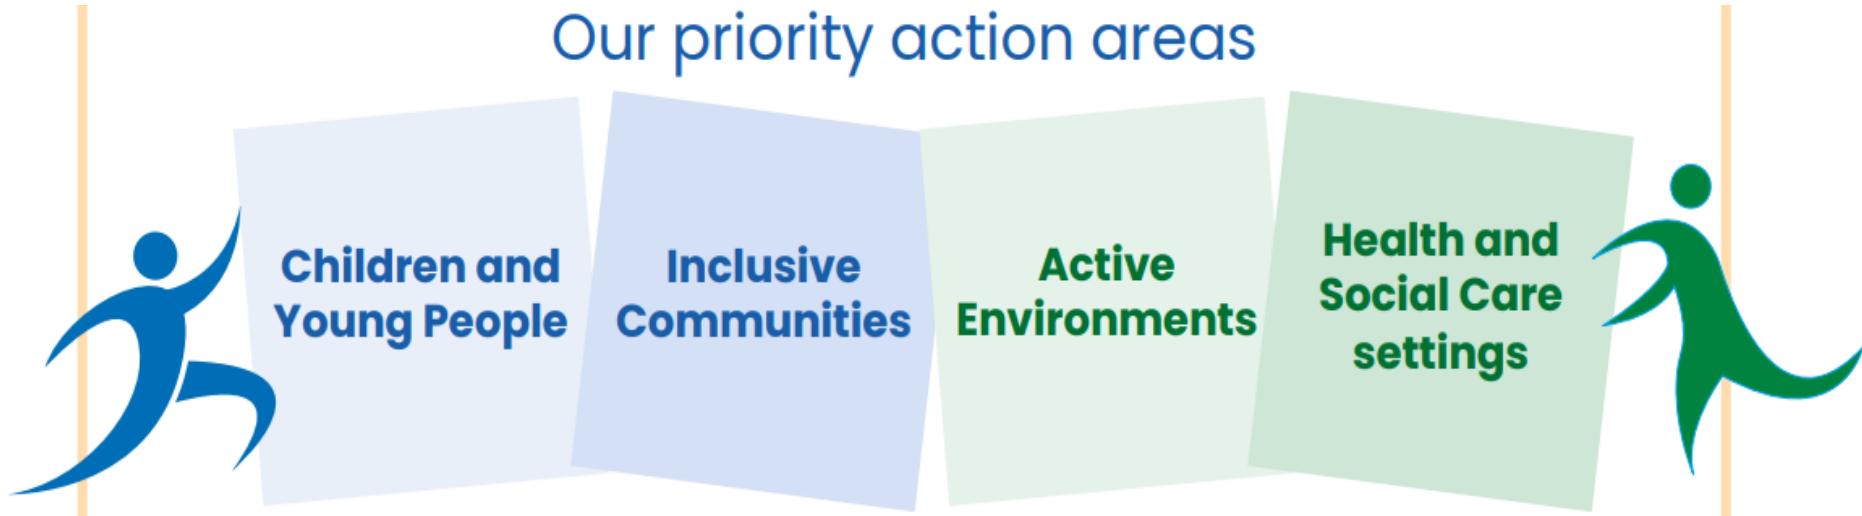 Our priority action areas
Children and
Young People
Inclusive
Communities
Active
Environments
Health and
Social Care
settings